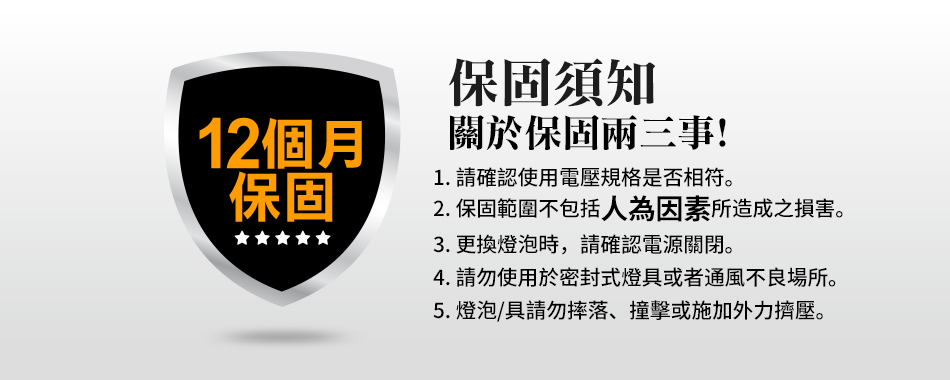 12個月
保固
保固須知
關於保固兩三事!
1. 請確認使用電壓規格是否相符。
2. 保固範圍不包括人為因素所造成之損害。
3. 更換燈泡時，請確認電源關閉。
4. 請勿使用於密封式燈具或者通風不良場所。
5. 燈泡/具請勿摔落、撞擊或施加外力擠壓。